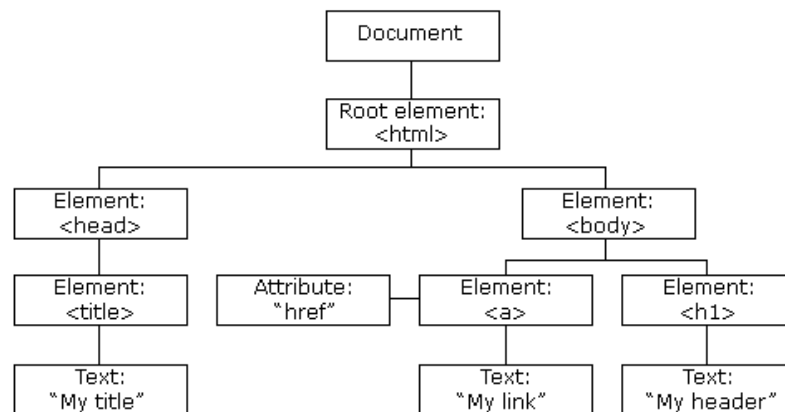 Document
Root element:
<html>
Element:
<head>
Element:
<body>
Element:
<title>
Attribute:
“href”
Element:
<a>
Element:
<h1>
Text:
“My title”
Text:
“My link”
Text:
“My header”